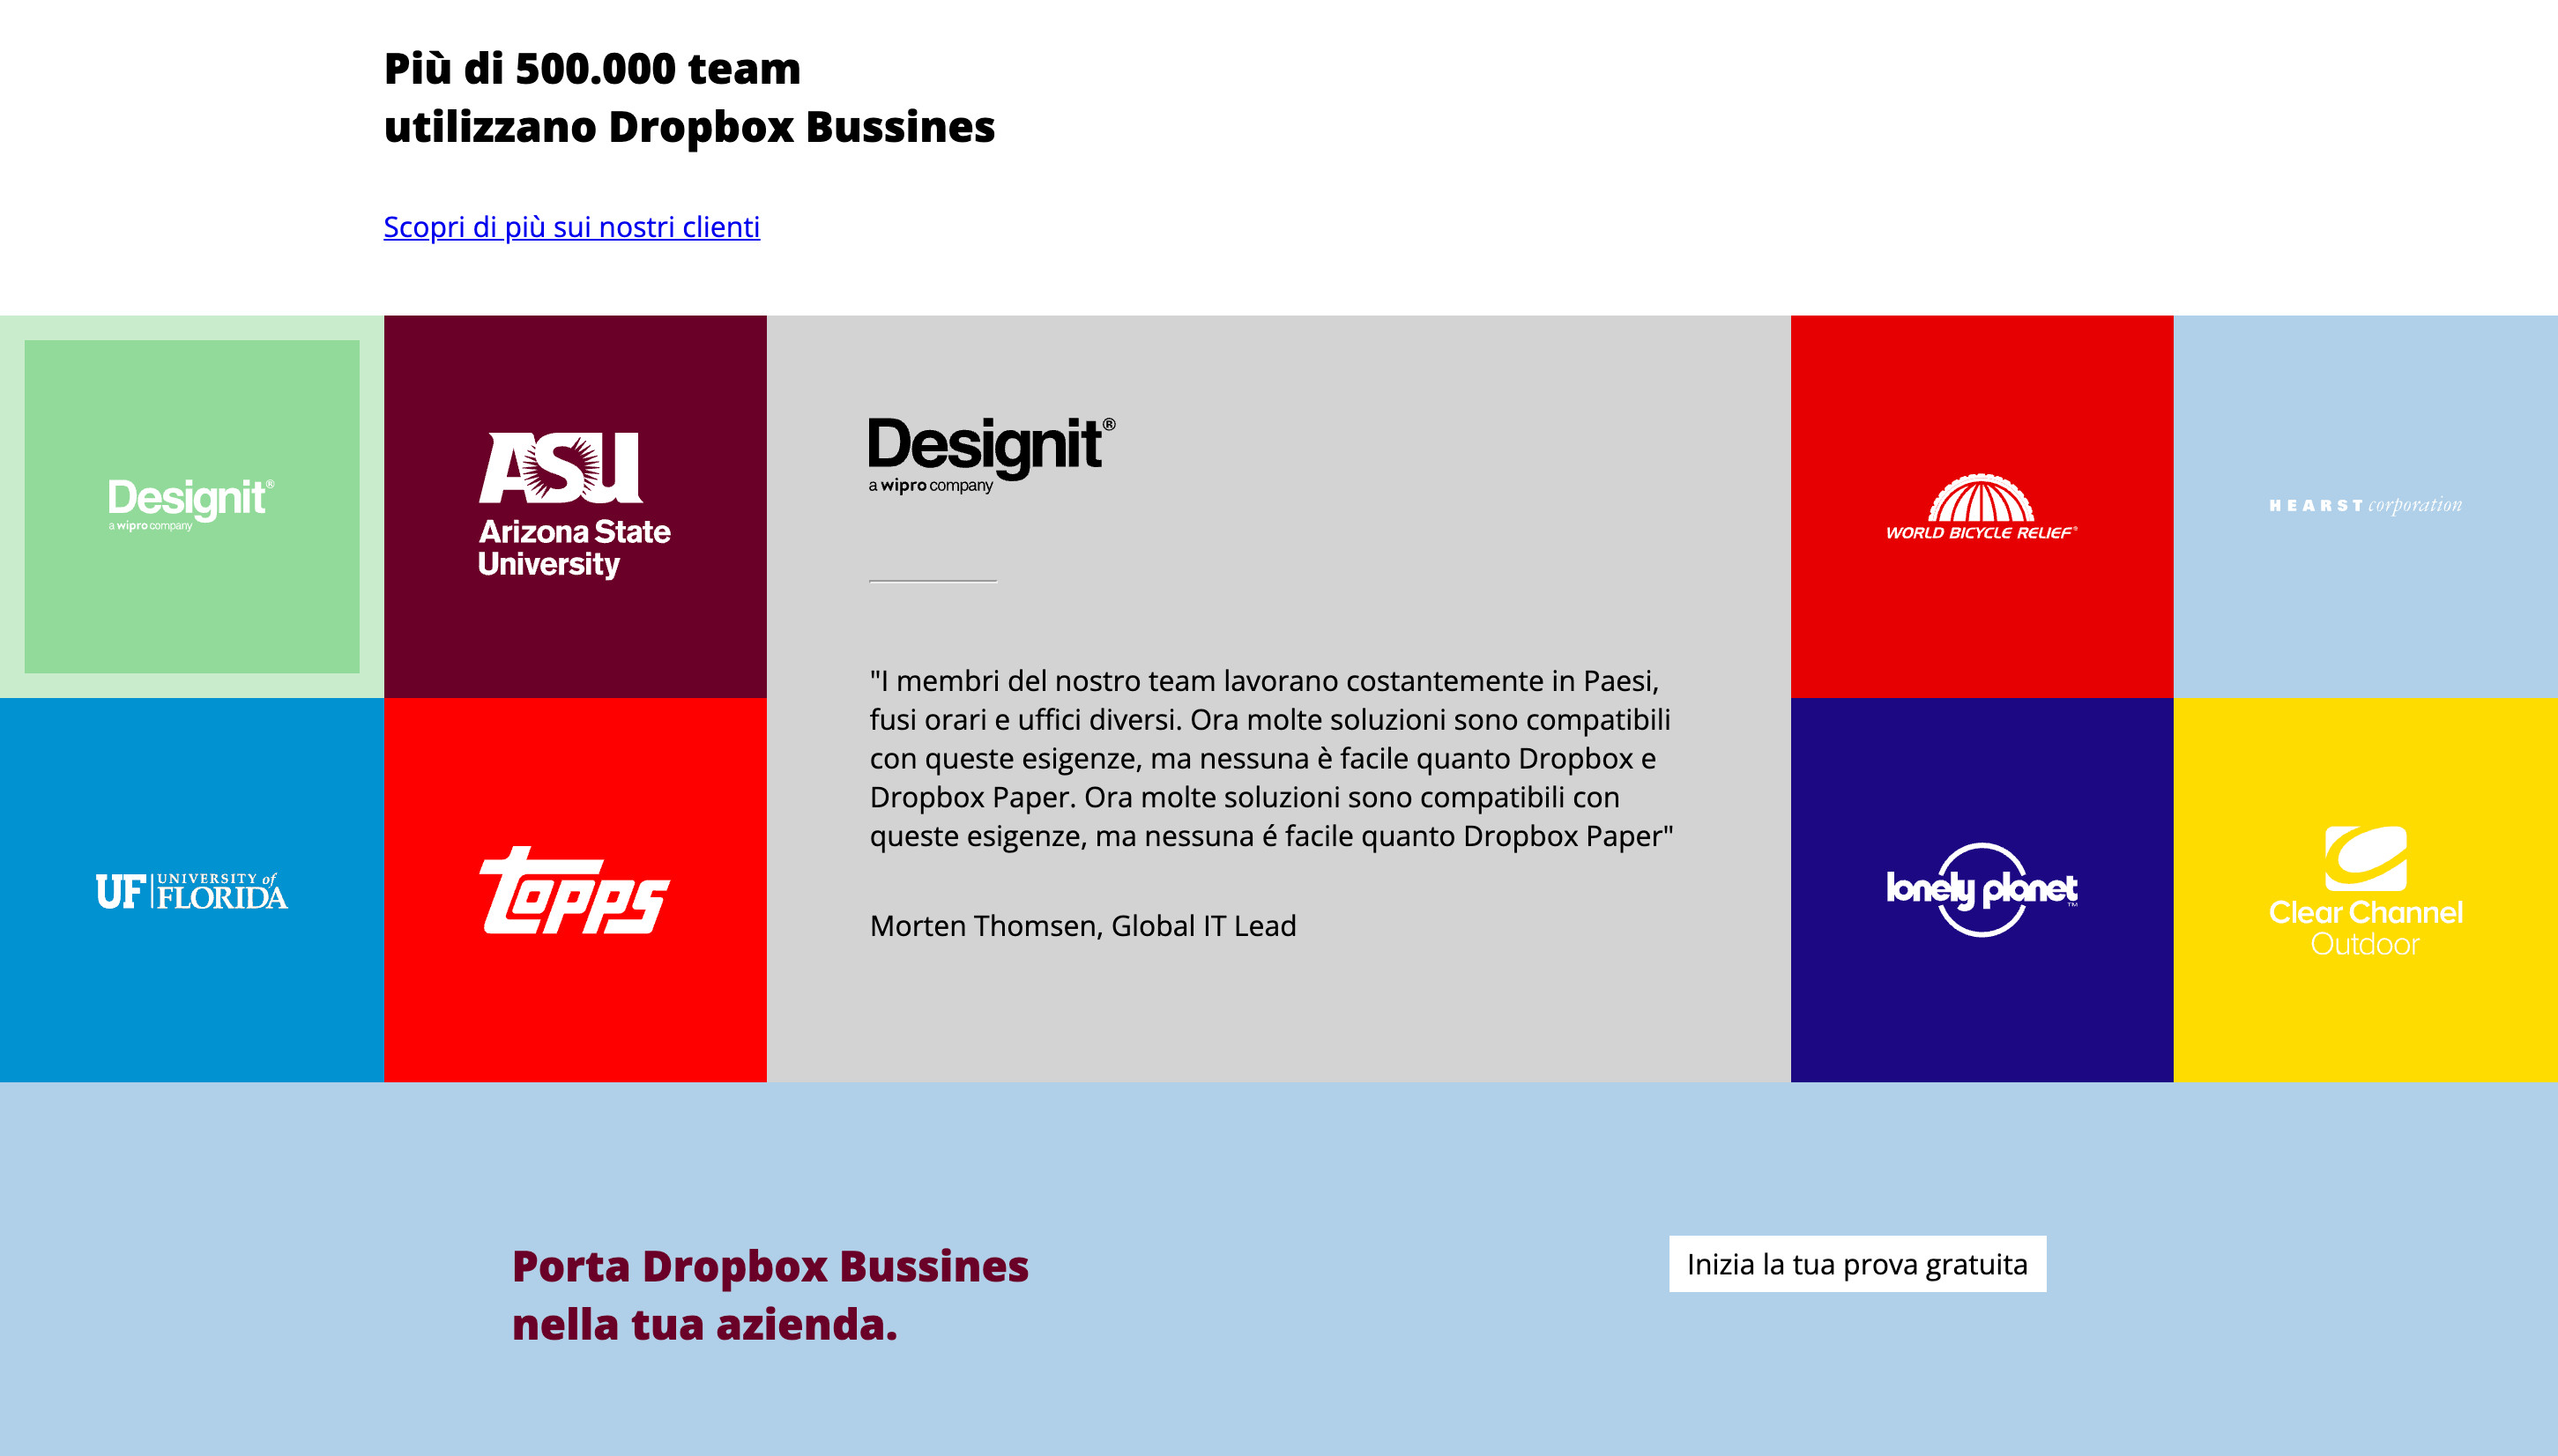 Più di 500.000 team
utilizzano Dropbox Bussines
Scopri di più sui nostri clienti
Designit®
a wipro company
ASU
Arizona State
University
UF UNIVERSITY of
FLORIDA
topps
Designit®
a wipro company
"I membri del nostro team lavorano costantemente in Paesi,
fusi orari e uffici diversi. Ora molte soluzioni sono compatibili
con queste esigenze, ma nessuna è facile quanto Dropbox e
Dropbox Paper. Ora molte soluzioni sono compatibili con
queste esigenze, ma nessuna é facile quanto Dropbox Paper"
Morten Thomsen, Global IT Lead
WORLD BICYCLE RELIEF®
HEARST corporation
lonely planet™
Clear Channel
Outdoor
Porta Dropbox Bussines
nella tua azienda.
Inizia la tua prova gratuita